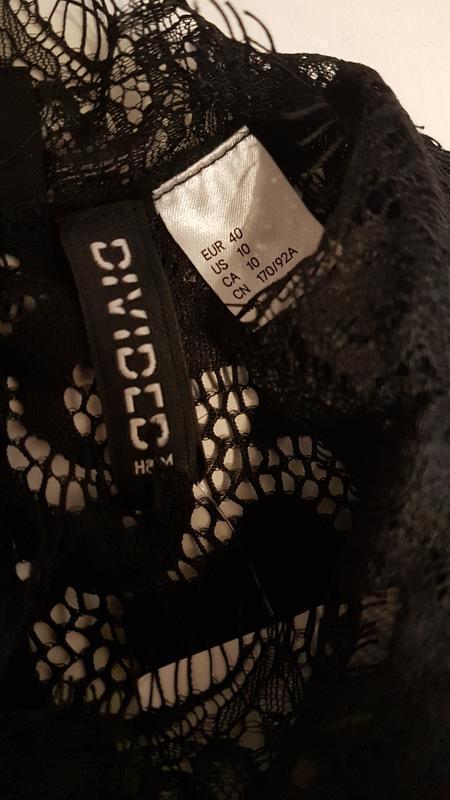 DIVIDED
H&M
EUR 40
US 10
CA 10
CN 170/92A